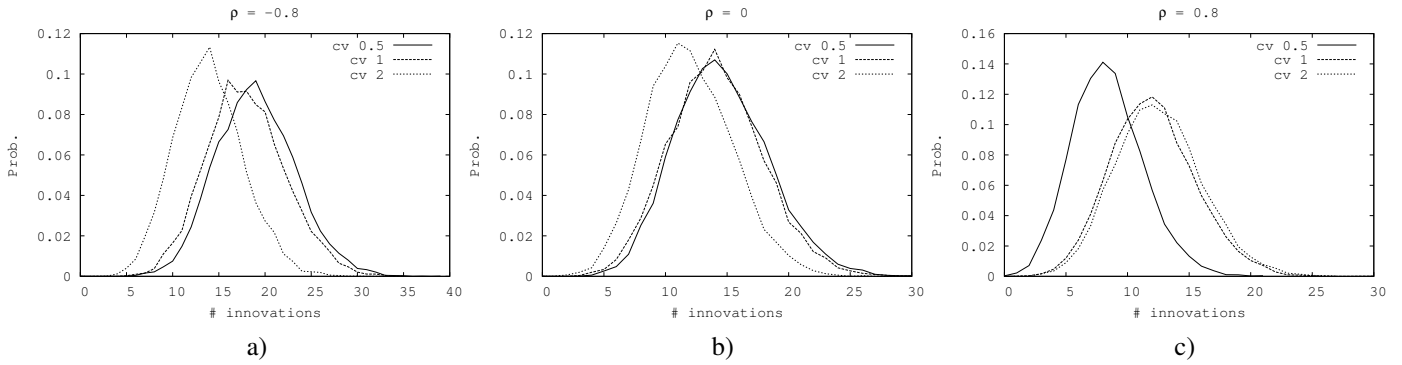 ρ = -0.8
0.12
0.1
0.08
0.06
0.04
0.02
0
Prob.
cv 0.5
cv 1
cv 2
0 5 10 15 20 25 30 35 40
# innovations
a)
ρ = 0
0.12
0.1
0.08
0.06
0.04
0.02
0
Prob.
cv 0.5
cv 1
cv 2
0 5 10 15 20 25 30
# innovations
b)
ρ = 0.8
0.16
0.14
0.12
0.1
0.08
0.06
0.04
0.02
0
Prob.
cv 0.5
cv 1
cv 2
0 5 10 15 20 25 30
# innovations
c)